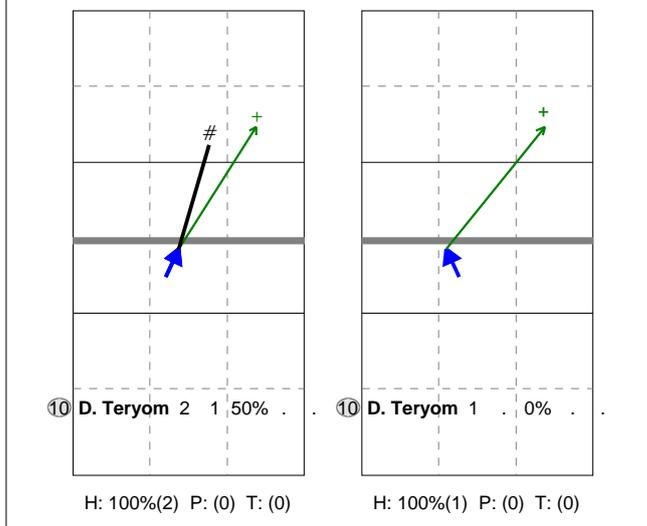 +
+
#
10 D. Teryom 2 1 50% . .
10 D. Teryom 1 . 0% . .
H: 100%(2) P: (0) T: (0)
H: 100%(1) P: (0) T: (0)